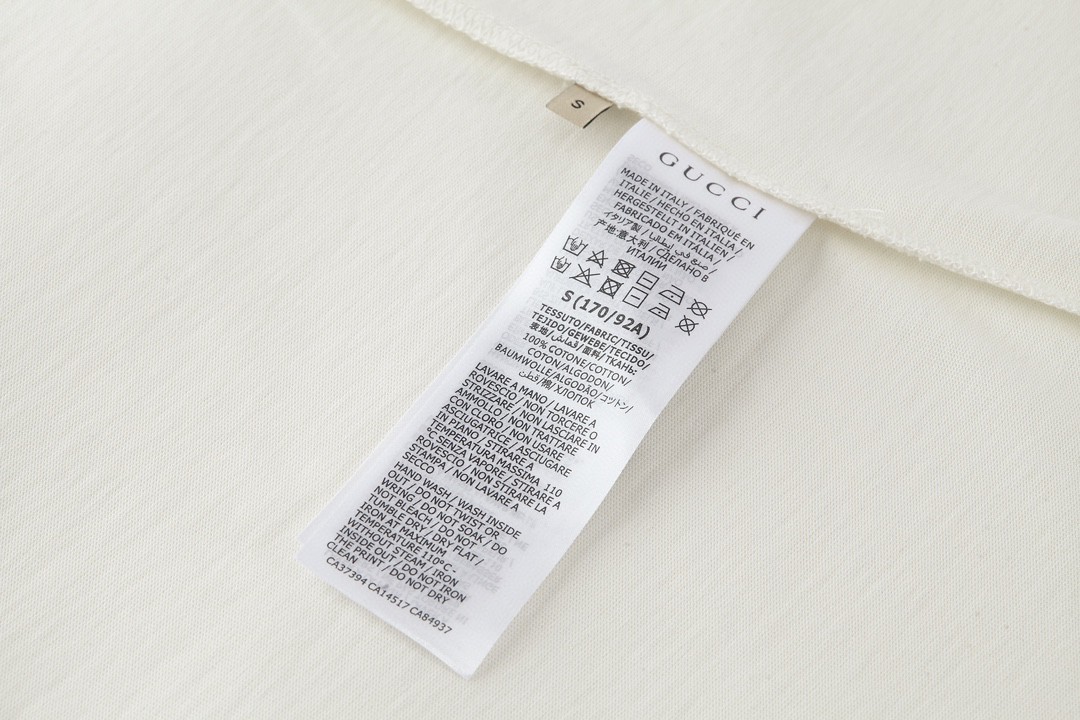 S
GUCCI
MADE IN ITALY / FABRIQUÉ EN
ITALIE / HECHO EN ITALIA /
HERGESTELLT IN ITALIEN /
FABRICADO EM ITÁLIA /
イタリア製 / صنع في إيطاليا /
产地:意大利 / СДЕЛАНО В
ИТАЛИИ
S (170/92A)
TESSUTO/FABRIC/TISSU/
TEJIDO/GEWEBE/TECIDO/
表地/قماش/面料/ТКАНЬ:
100% COTONE/COTTON/
COTON/ALGODON/
BAUMWOLLE/ALGODÃO/コットン/
قطن/棉/ХЛОПОК
LAVARE A MANO / LAVARE A
ROVESCIO / NON TORCERE O
STRIZZARE / NON LASCIARE IN
AMMOLLO / NON TRATTARE
CON CLORO / NON USARE
ASCIUGATRICE / ASCIUGARE
IN PIANO / STIRARE A
TEMPERATURA MASSIMA 110
°C SENZA VAPORE / STIRARE A
ROVESCIO / NON STIRARE LA
STAMPA / NON LAVARE A
SECCO
HAND WASH / WASH INSIDE
OUT / DO NOT TWIST OR
WRING / DO NOT SOAK / DO
NOT BLEACH / DO NOT
TUMBLE DRY / DRY FLAT /
IRON AT MAXIMUM
TEMPERATURE 110°C -
WITHOUT STEAM / IRON
INSIDE OUT / DO NOT IRON
THE PRINT / DO NOT DRY
CLEAN
CA37394 CA14517 CA84937